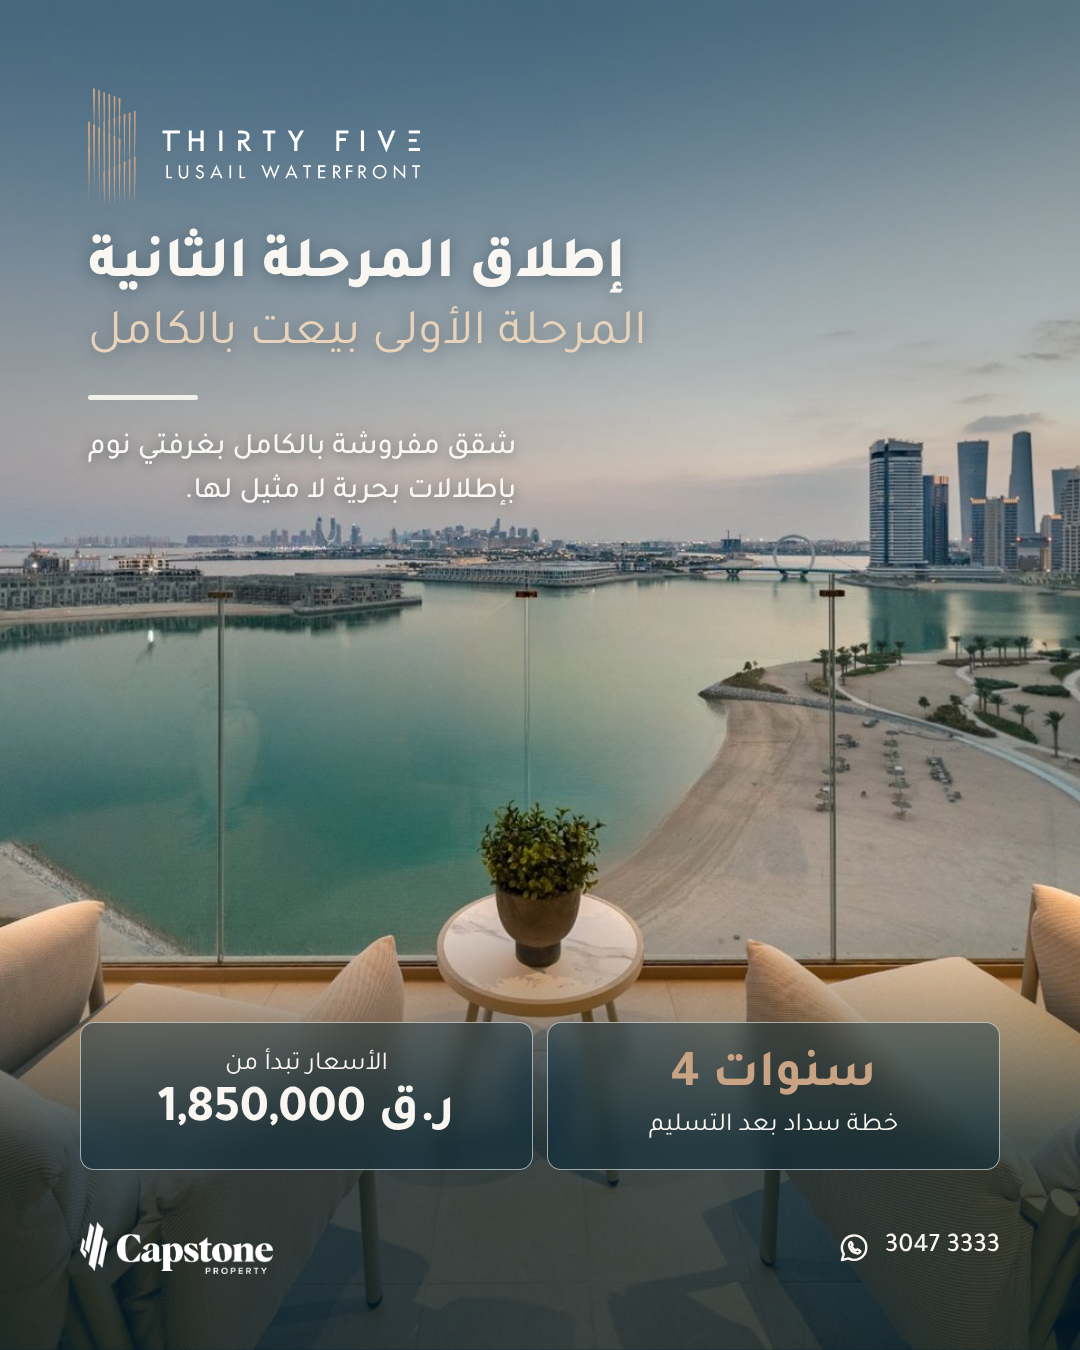 THIRTY FIVE
LUSAIL WATERFRONT
إطلاق المرحلة الثانية
المرحلة الأولى بيعت بالكامل
شقق مفروشة بالكامل بغرفتي نوم
بإطلالات بحرية لا مثيل لها.
سنوات 4
خطة سداد بعد التسليم
الأسعار تبدأ من
ر.ق 1,850,000
Capstone
PROPERTY
3047 3333